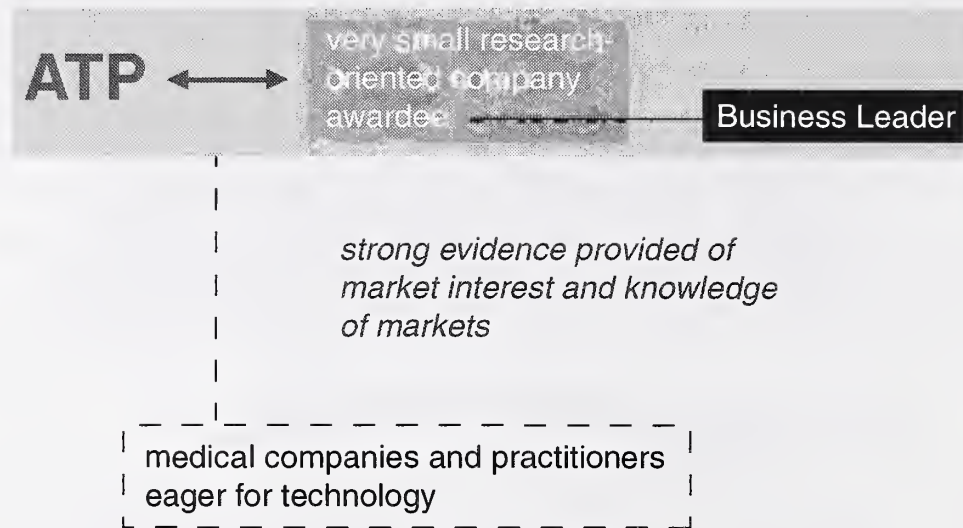 ATP
very small research-
oriented company
awarded
Business Leader
strong evidence provided of
market interest and knowledge
of markets
medical companies and practitioners
eager for technology